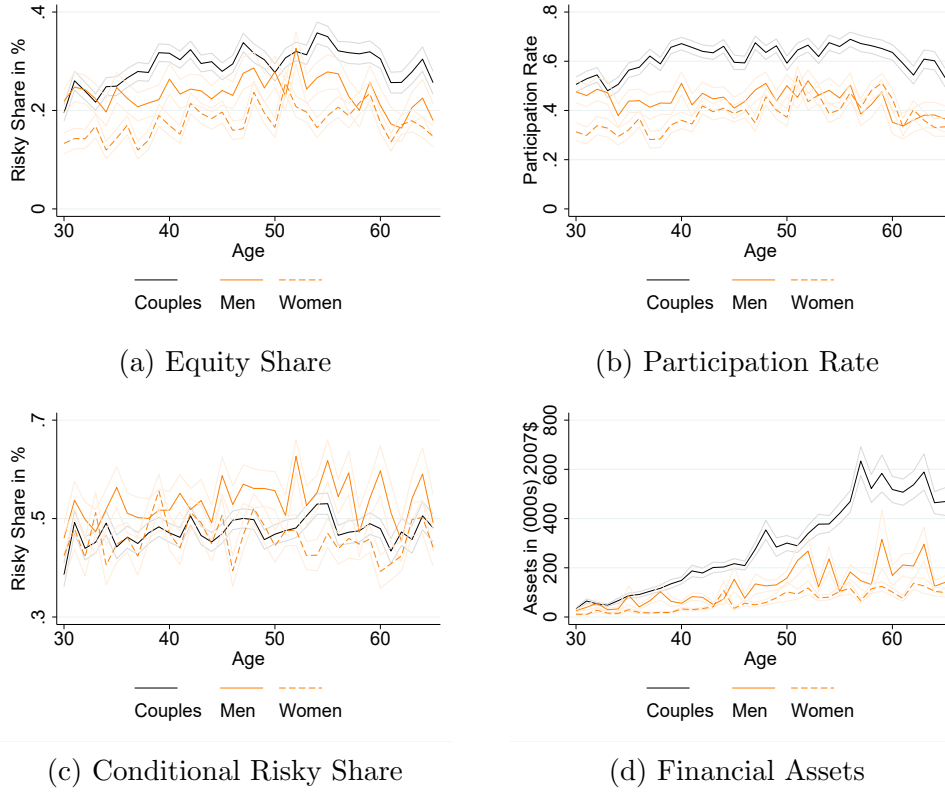 Risky Share in %
.4
.2
0
30 40 50 60
Age
Couples Men Women
(a) Equity Share
Participation Rate
.8
.6
.4
.2
0
30 40 50 60
Age
Couples Men Women
(b) Participation Rate
Risky Share in %
.7
.5
.3
30 40 50 60
Age
Couples Men Women
(c) Conditional Risky Share
Assets in (000s) 2007$
800
600
400
200
0
30 40 50 60
Age
Couples Men Women
(d) Financial Assets